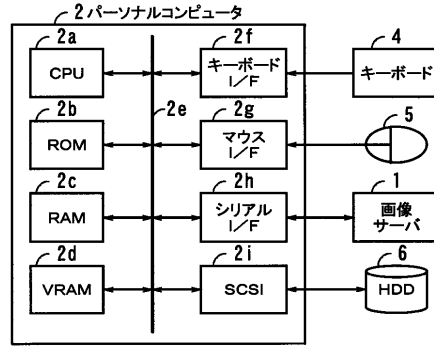 2 パーソナルコンピュータ
2a
CPU
2b
ROM
2c
RAM
2d
VRAM
2e
2f
キーボード
I/F
2g
マウス
I/F
2h
シリアル
I/F
2i
SCSI
4
キーボード
5
1
画像
サーバ
6
HDD